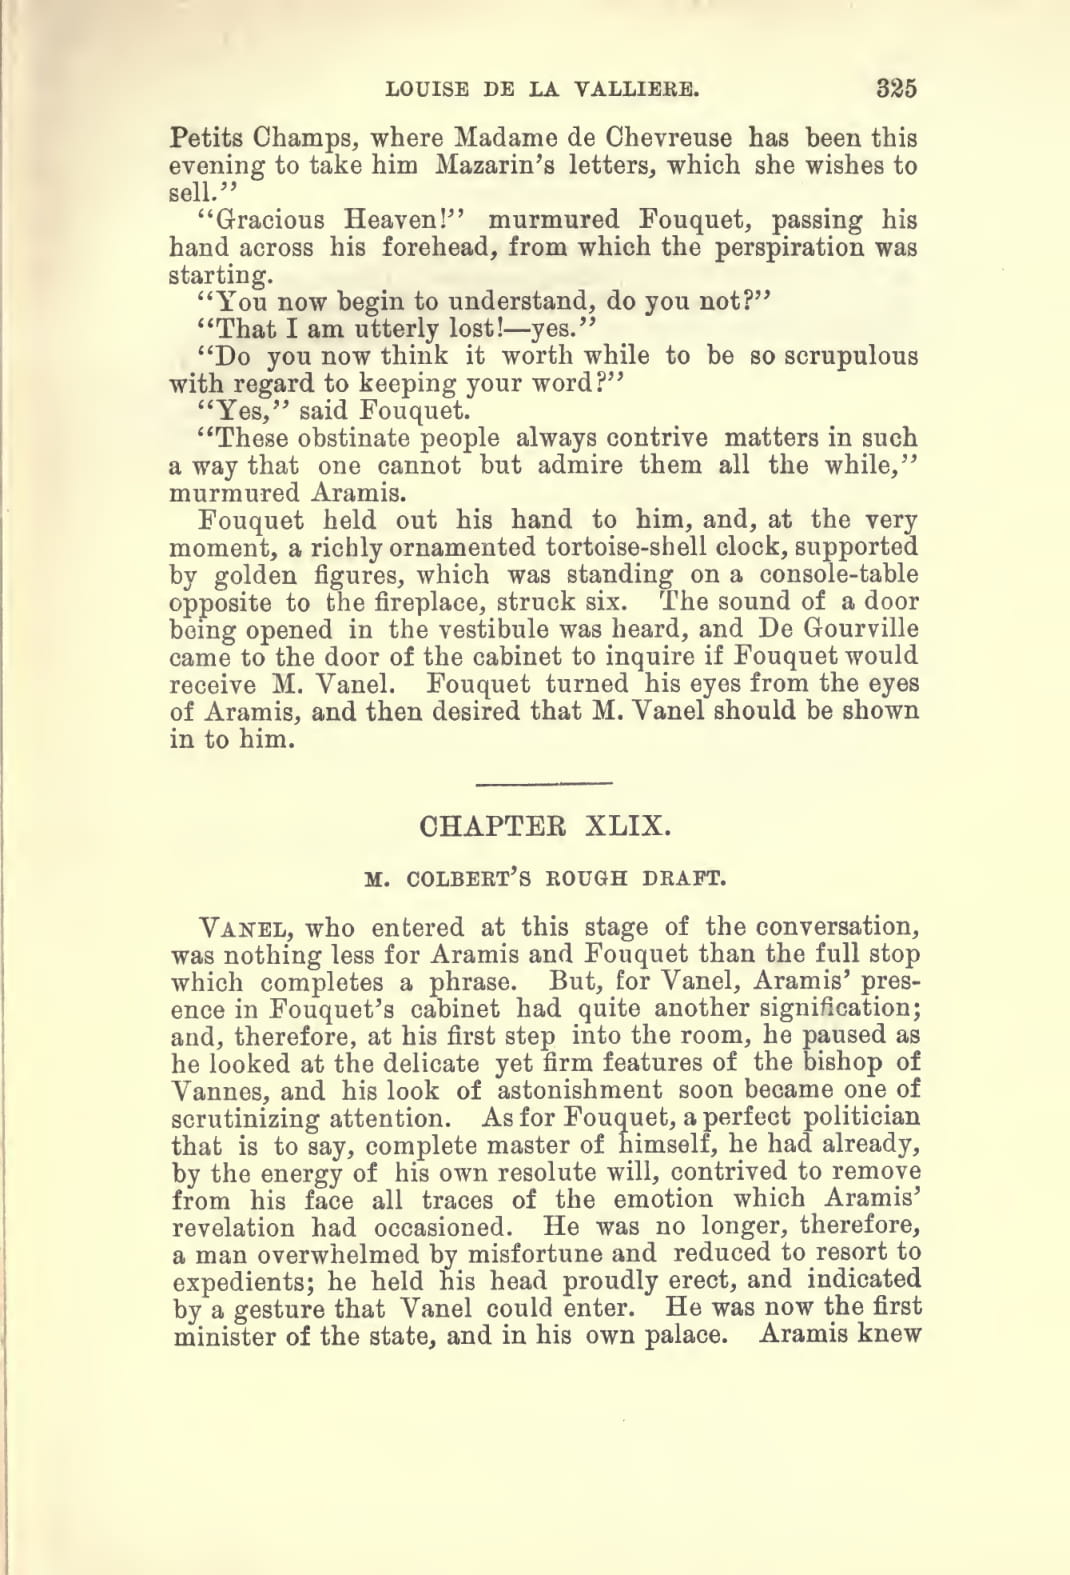 LOUISE DE LA VALLIERE. 325
Petits Champs, where Madame de Chevreuse has been this
evening to take him Mazarin's letters, which she wishes to
sell."
"Gracious Heaven!" murmured Fouquet, passing his
hand across his forehead, from which the perspiration was
starting.
"You now begin to understand, do you not?"
"That I am utterly lost!—yes."
"Do you now think it worth while to be so scrupulous
with regard to keeping your word?"
"Yes," said Fouquet.
"These obstinate people always contrive matters in such
a way that one cannot but admire them all the while,"
murmured Aramis.
Fouquet held out his hand to him, and, at the very
moment, a richly ornamented tortoise-shell clock, supported
by golden figures, which was standing on a console-table
opposite to the fireplace, struck six. The sound of a door
being opened in the vestibule was heard, and De Gourville
came to the door of the cabinet to inquire if Fouquet would
receive M. Vanel. Fouquet turned his eyes from the eyes
of Aramis, and then desired that M. Vanel should be shown
in to him.
CHAPTER XLIX.
M. COLBERT'S ROUGH DRAFT.
VANEL, who entered at this stage of the conversation,
was nothing less for Aramis and Fouquet than the full stop
which completes a phrase. But, for Vanel, Aramis' pres-
ence in Fouquet's cabinet had quite another signification;
and, therefore, at his first step into the room, he paused as
he looked at the delicate yet firm features of the bishop of
Vannes, and his look of astonishment soon became one of
scrutinizing attention. As for Fouquet, a perfect politician
that is to say, complete master of himself, he had already,
by the energy of his own resolute will, contrived to remove
from his face all traces of the emotion which Aramis'
revelation had occasioned. He was no longer, therefore,
a man overwhelmed by misfortune and reduced to resort to
expedients; he held his head proudly erect, and indicated
by a gesture that Vanel could enter. He was now the first
minister of the state, and in his own palace. Aramis knew